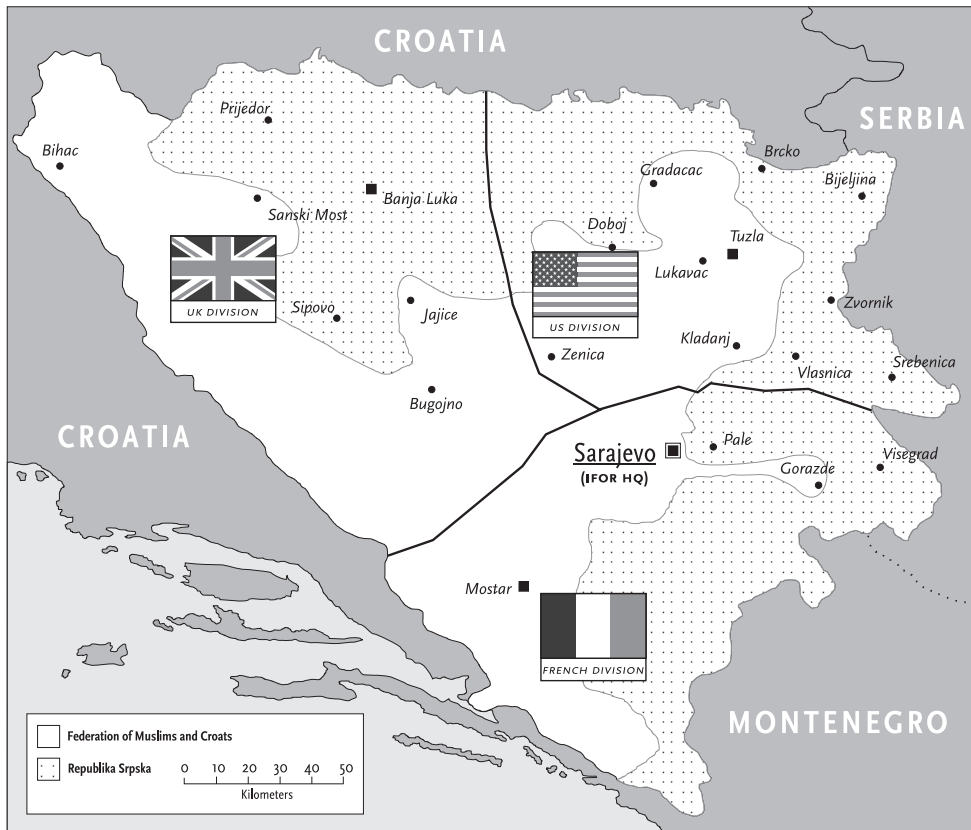 CROATIA
SERBIA
Prijedor
Bihac
Brcko
Gradacac
Bijeljina
Banja Luka
Sanski Most
Doboj
Tuzla
Lukavac
UK DIVISION
Sipovo
Jajice
US DIVISION
Zvornik
Kladanj
Zenica
Vlasnica
Srebenica
Bugojno
CROATIA
Sarajevo
(IFOR HQ)
Pale
Gorazde
Visegrad
Mostar
FRENCH DIVISION
MONTENEGRO
Federation of Muslims and Croats
Republika Srpska
0 10 20 30 40 50
Kilometers